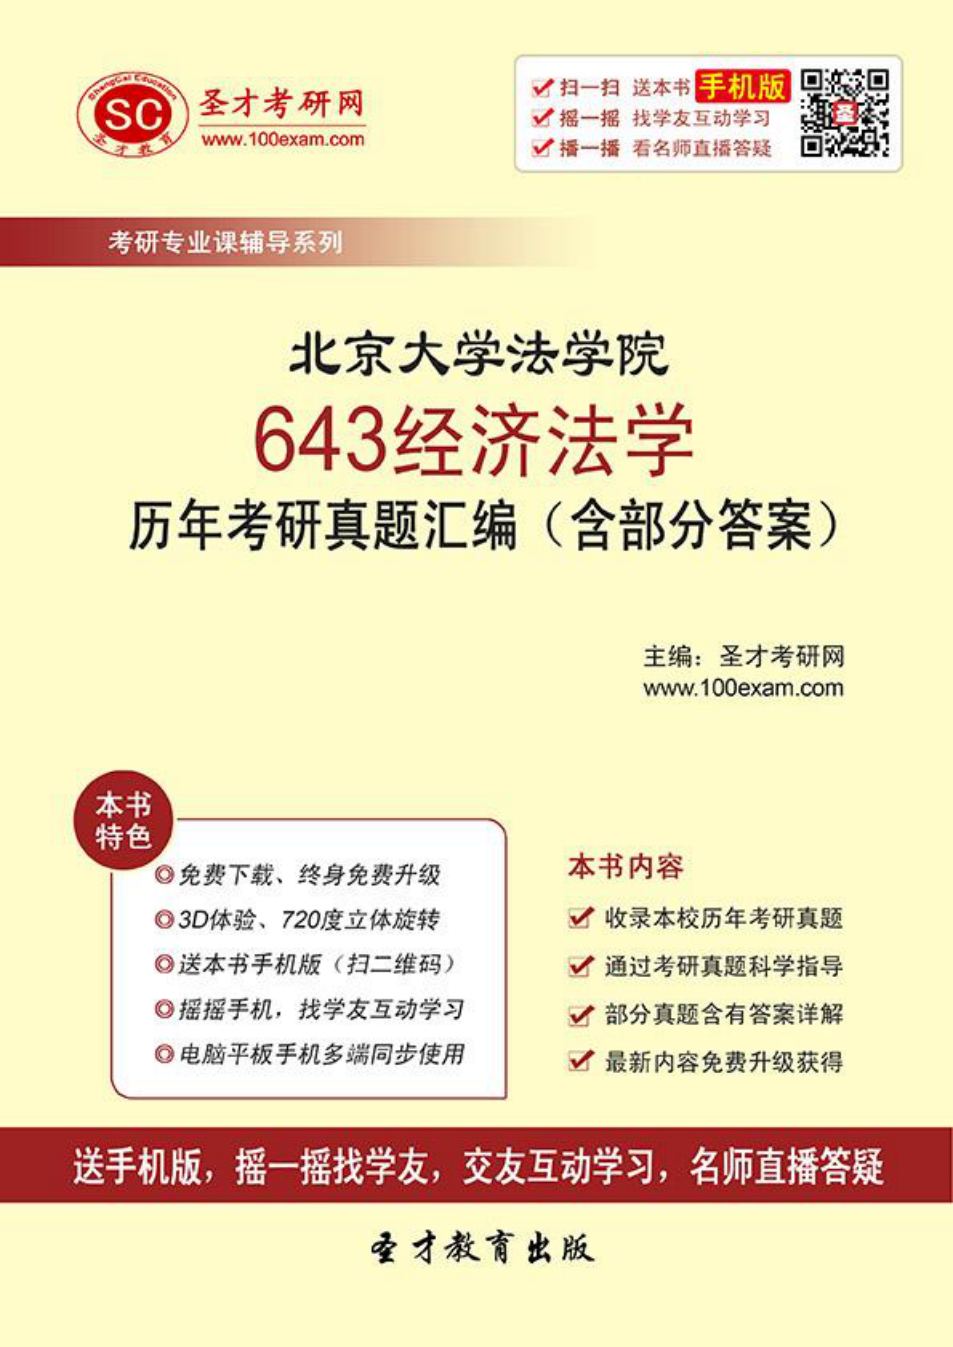 ShengCai Education
SC
圣才教育
圣才考研网
www.100exam.com
扫一扫 送本书 手机版
摇一摇 找学友互动学习
播一播 看名师直播答疑
圣
考研专业课辅导系列
北京大学法学院
643经济法学
历年考研真题汇编（含部分答案）
主编：圣才考研网
www.100exam.com
本书
特色
◎免费下载、终身免费升级
◎3D体验、720度立体旋转
◎送本书手机版（扫二维码）
◎摇摇手机，找学友互动学习
◎电脑平板手机多端同步使用
本书内容
收录本校历年考研真题
通过考研真题科学指导
部分真题含有答案详解
最新内容免费升级获得
送手机版，摇一摇找学友，交友互动学习，名师直播答疑
圣才教育出版